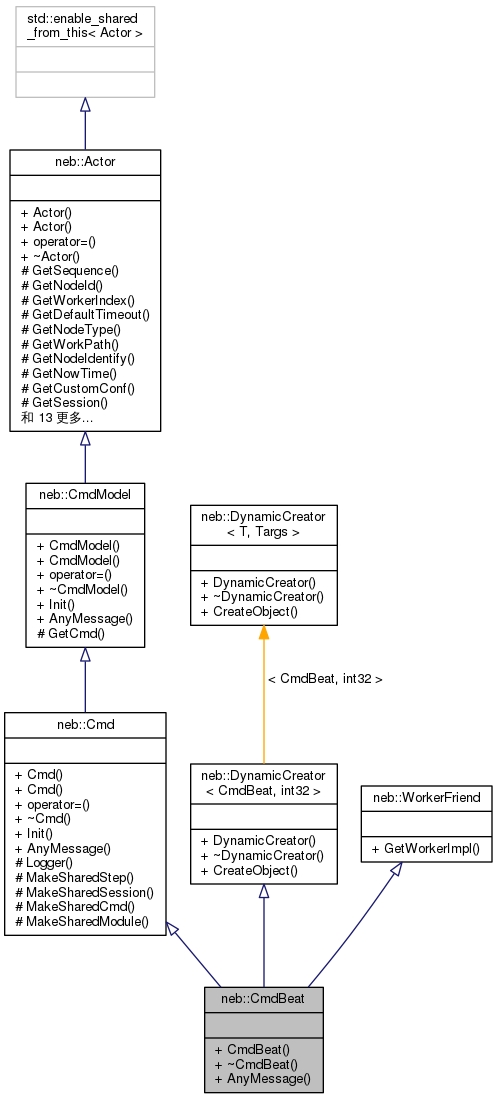 std::enable_shared
_from_this< Actor >
neb::Actor
+ Actor()
+ Actor()
+ operator=()
+ ~Actor()
# GetSequence()
# GetNodeId()
# GetWorkerIndex()
# GetDefaultTimeout()
# GetNodeType()
# GetWorkPath()
# GetNodeIdentify()
# GetNowTime()
# GetCustomConf()
# GetSession()
和 13 更多...
neb::CmdModel
+ CmdModel()
+ CmdModel()
+ operator=()
+ ~CmdModel()
+ Init()
+ AnyMessage()
# GetCmd()
neb::DynamicCreator
< T, Targs >
+ DynamicCreator()
+ ~DynamicCreator()
+ CreateObject()
< CmdBeat, int32 >
neb::Cmd
+ Cmd()
+ Cmd()
+ operator=()
+ ~Cmd()
+ Init()
+ AnyMessage()
# Logger()
# MakeSharedStep()
# MakeSharedSession()
# MakeSharedCmd()
# MakeSharedModule()
neb::DynamicCreator
< CmdBeat, int32 >
+ DynamicCreator()
+ ~DynamicCreator()
+ CreateObject()
neb::WorkerFriend
+ GetWorkerImpl()
neb::CmdBeat
+ CmdBeat()
+ ~CmdBeat()
+ AnyMessage()